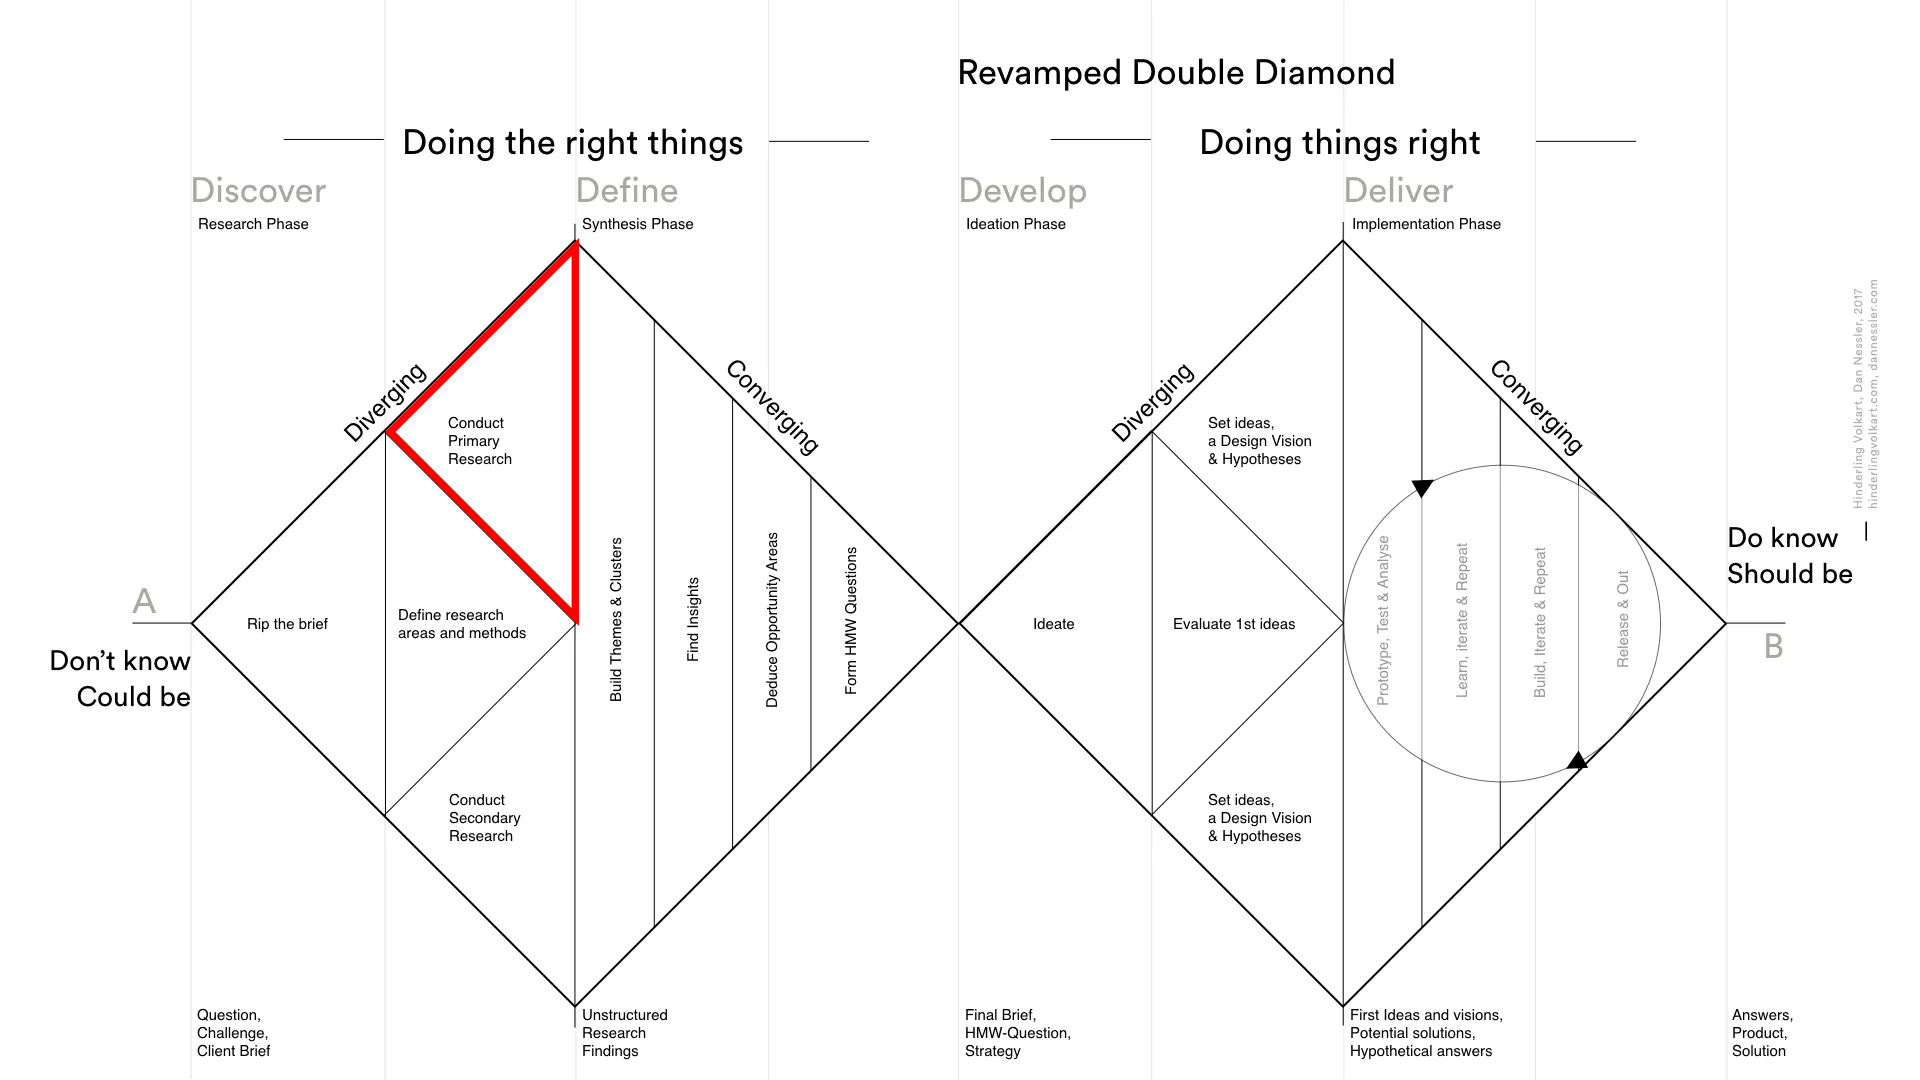 Revamped Double Diamond
Doing the right things
Doing things right
Discover
Research Phase
Define
Synthesis Phase
Develop
Ideation Phase
Deliver
Implementation Phase
Diverging
Converging
Diverging
Converging
A
Don’t know
Could be
Rip the brief
Define research
areas and methods
Conduct
Primary
Research
Conduct
Secondary
Research
Build Themes & Clusters
Find Insights
Deduce Opportunity Areas
Form HMW Questions
Ideate
Evaluate 1st ideas
Set ideas,
a Design Vision
& Hypotheses
Set ideas,
a Design Vision
& Hypotheses
Prototype, Test & Analyse
Learn, iterate & Repeat
Build, Iterate & Repeat
Release & Out
Do know
Should be
B
Hinderling Volkart, Dan Nessler, 2017
hinderlingvolkart.com, dannessler.com
Question,
Challenge,
Client Brief
Unstructured
Research
Findings
Final Brief,
HMW-Question,
Strategy
First Ideas and visions,
Potential solutions,
Hypothetical answers
Answers,
Product,
Solution